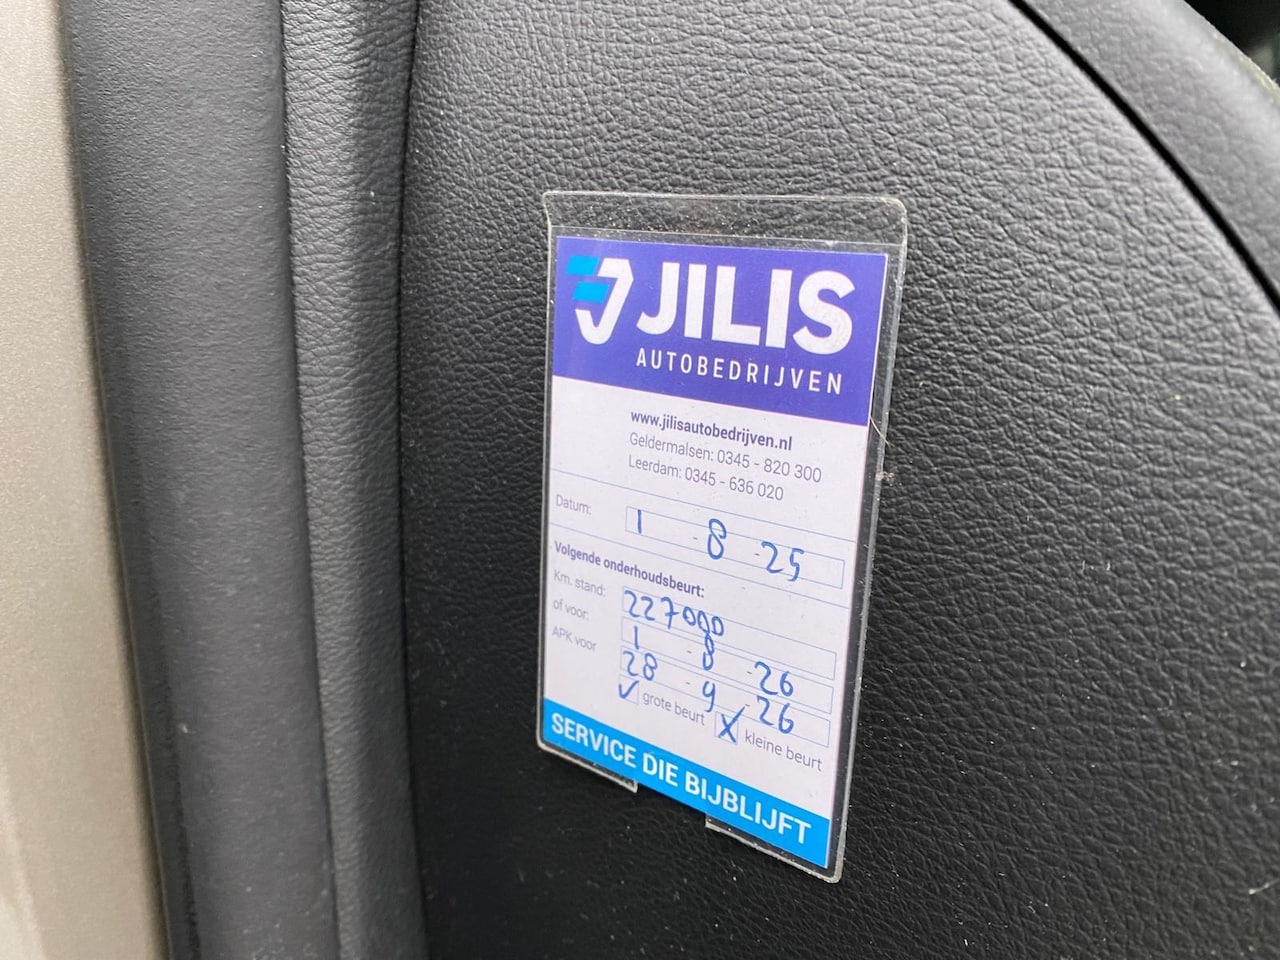 JILIS
AUTOBEDRIJVEN
www.jilisautobedrijven.nl
Geldermalsen: 0345 - 820 300
Leerdam: 0345 - 636 020
Datum: 1 - 8 - 25
Volgende onderhoudsbeurt:
Km. stand: 227000
of voor: 1 - 8 - 26
APK voor 28 - 9 - 26
✓ grote beurt X kleine beurt
SERVICE DIE BIJBLIJFT